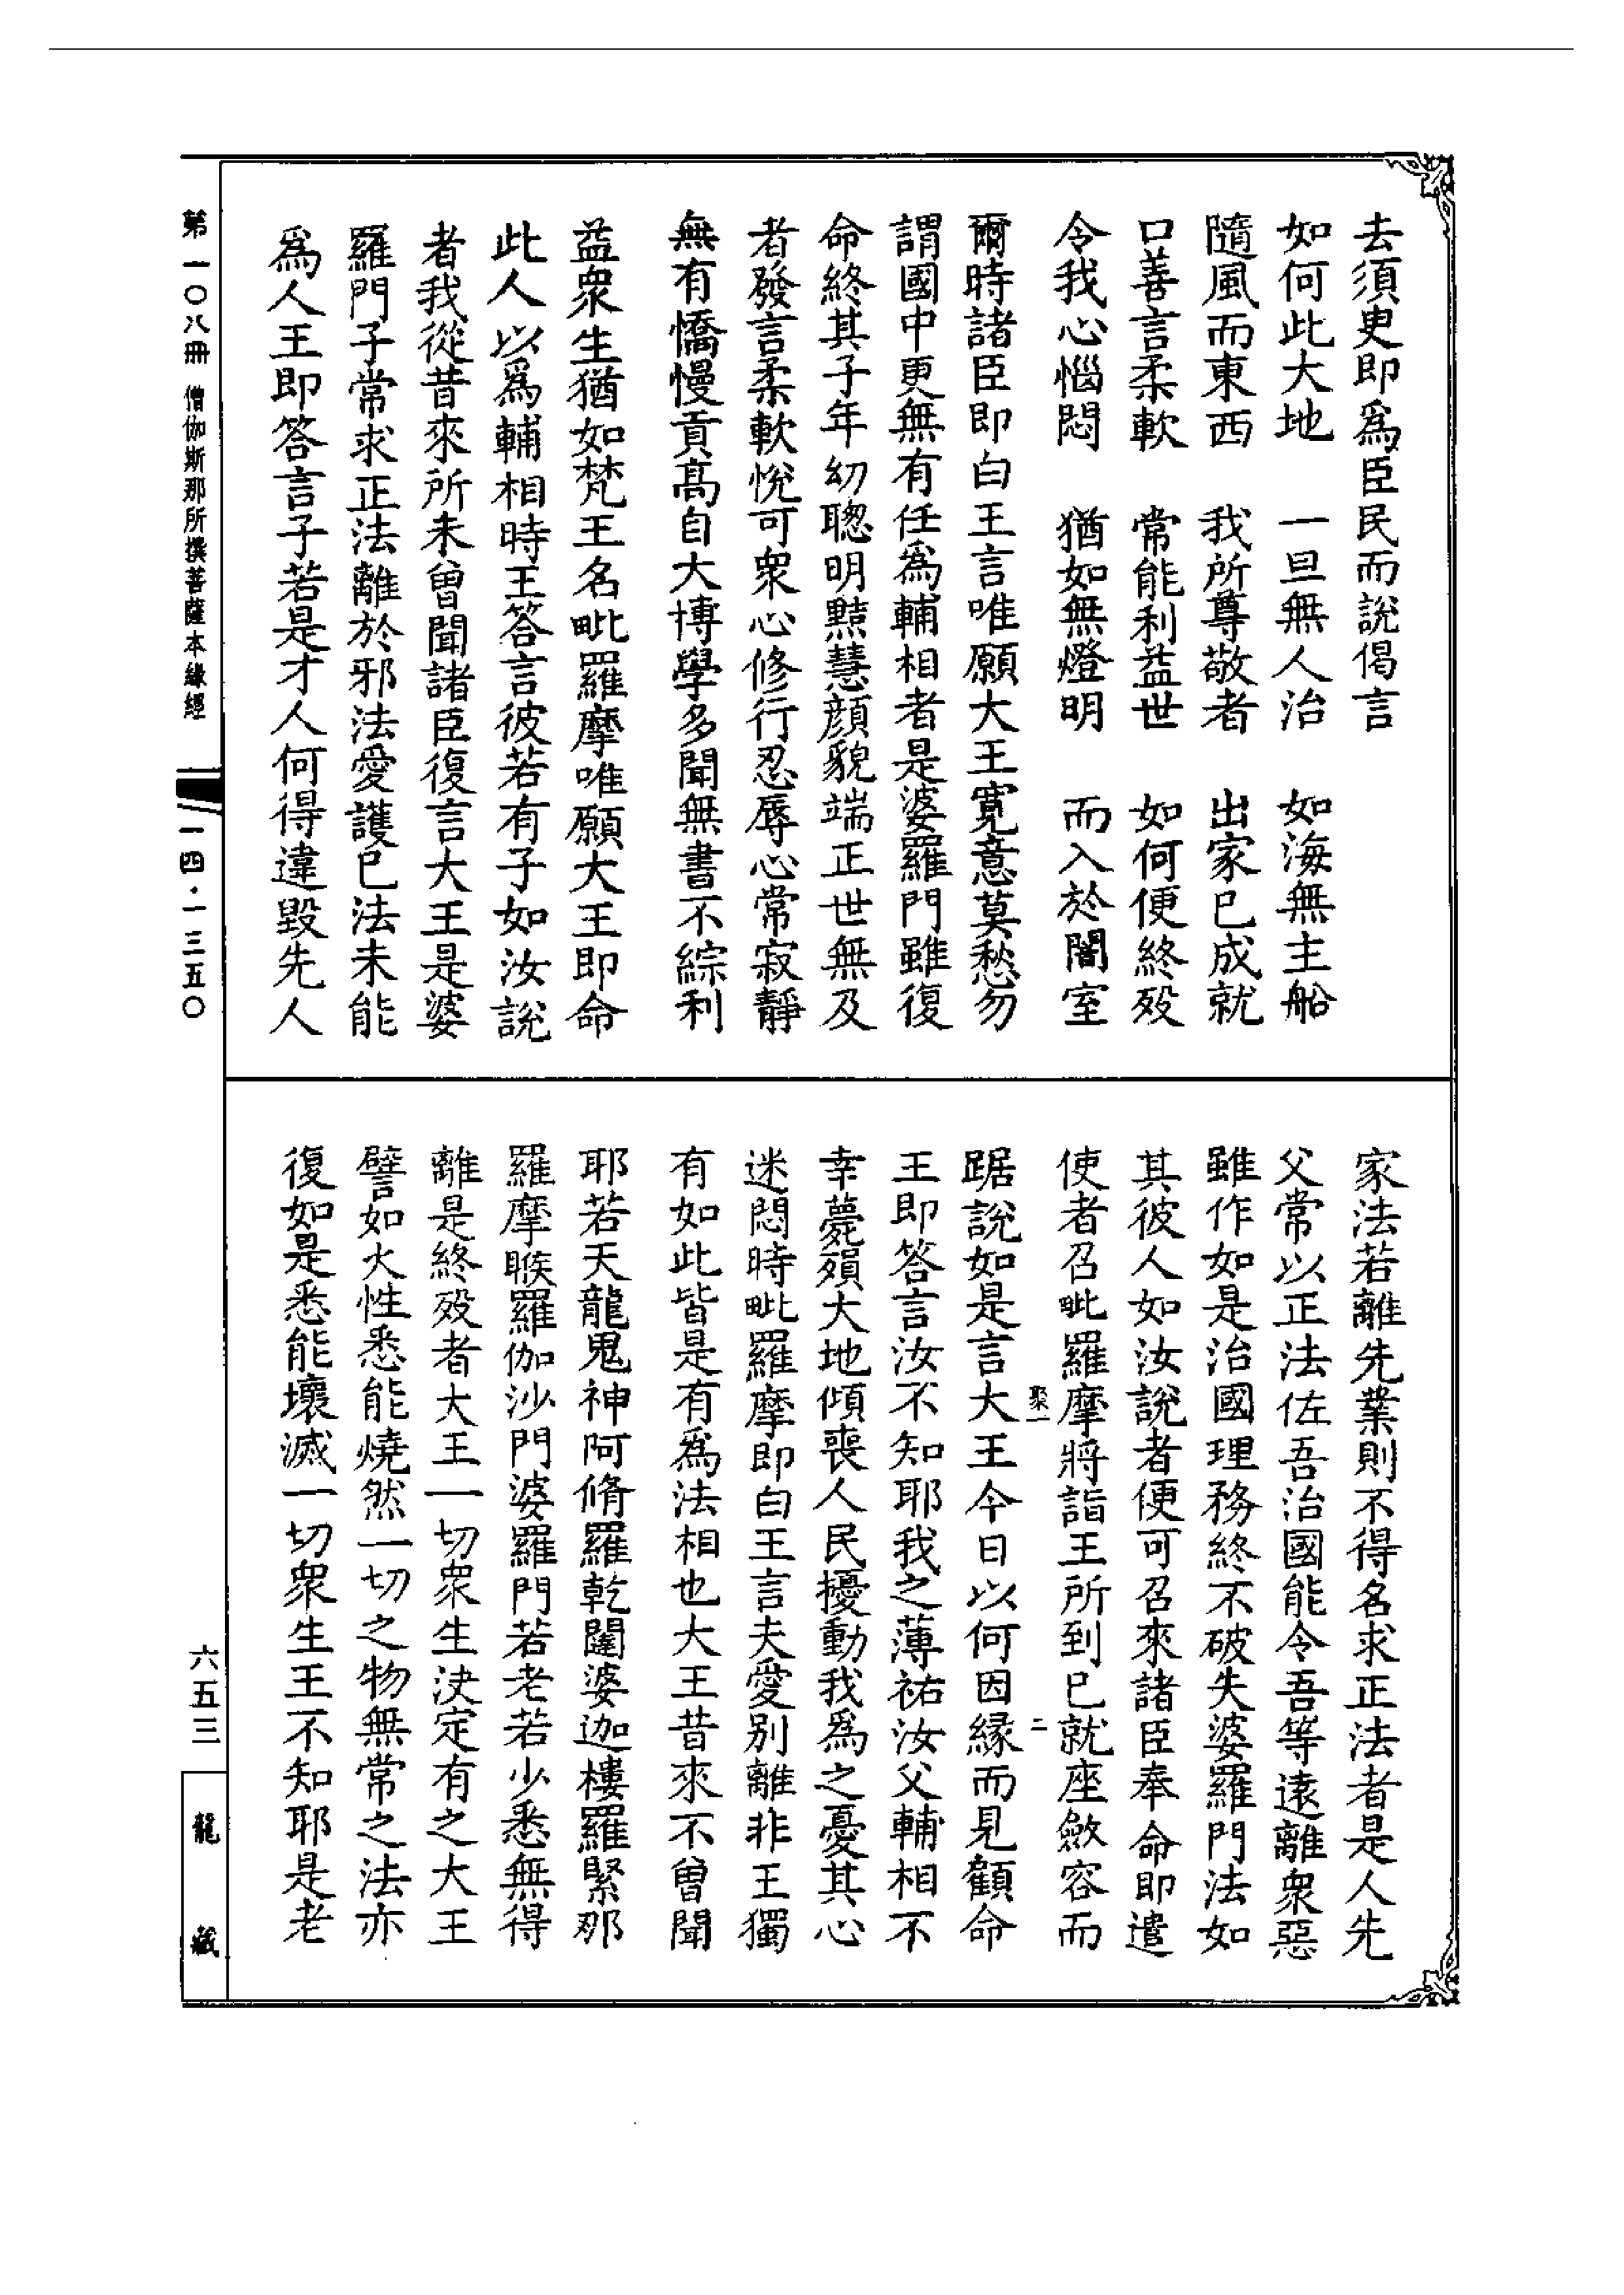 去須臾即爲臣民而說偈言
如何此大地　一旦無人治　如海無主船
隨風而東西　我所尊敬者　出家已成就
口善言柔軟　常能利益世　如何便終歿
令我心惱悶　猶如無燈明　而入於闇室
爾時諸臣即白王言唯願大王寬意莫愁勿
謂國中更無有任爲輔相者是婆羅門雖復
命終其子年幼聰明黠慧顏貌端正世無及
者發言柔軟悅可衆心修行忍辱心常寂靜
無有憍慢貢高自大博學多聞無書不綜利
益衆生猶如梵王名毗羅摩唯願大王即命
此人以爲輔相時王答言彼若有子如汝說
者我從昔來所未曾聞諸臣復言大王是婆
羅門子常求正法離於邪法愛護已法未能
爲人王即答言子若是才人何得違毀先人
家法若離先業則不得名求正法者是人先
父常以正法佐吾治國能令吾等遠離衆惡
雖作如是治國理務終不破失婆羅門法如
其彼人如汝說者便可召來諸臣奉命即遣
使者召毗羅摩將詣王所到已就座斂容而
聚一　二
踞說如是言大王今日以何因緣而見顧命
王即答言汝不知耶我之薄祐汝父輔相不
幸薨殞大地傾喪人民擾動我爲之憂其心
迷悶時毗羅摩即白王言夫愛別離非王獨
有如此皆是有爲法相也大王昔來不曾聞
耶若天龍鬼神阿脩羅乾闥婆迦樓羅緊那
羅摩睺羅伽沙門婆羅門若老若少悉無得
離是終歿者大王一切衆生決定有之大王
譬如火性悉能燒然一切之物無常之法亦
復如是悉能壞滅一切衆生王不知耶是老
第一〇八冊　僧伽斯那所撰菩薩本緣經
一四·一三五〇
六五三
龍藏